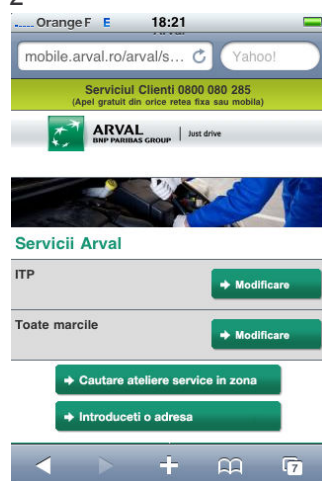 2
Orange F E 18:21
mobile.arval.ro/arval/s... Yahoo!
Serviciul Clienti 0800 080 285
(Apel gratuit din orice retea fixa sau mobila)
ARVAL
BNP PARIBAS GROUP
Just drive
Servicii Arval
ITP
Modificare
Toate marcile
Modificare
Cautare ateliere service in zona
Introduceti o adresa
7